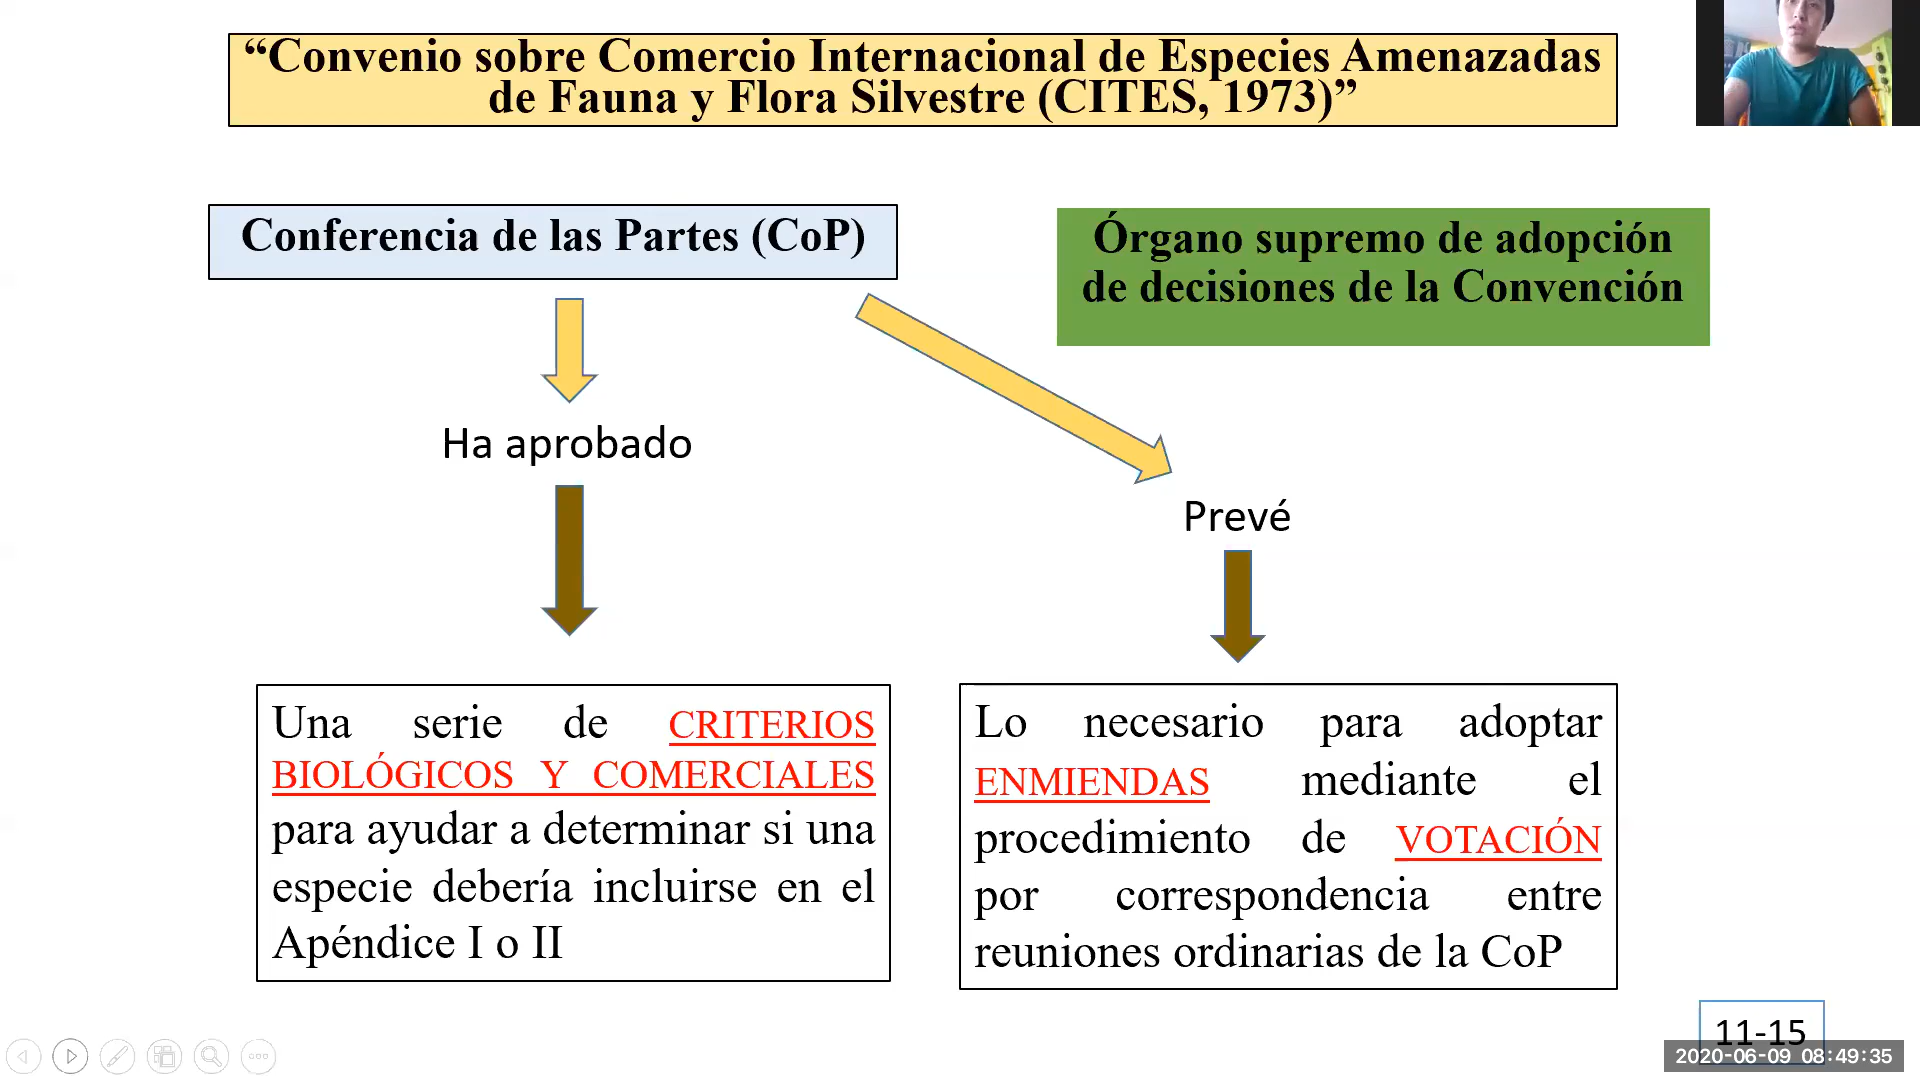 “Convenio sobre Comercio Internacional de Especies Amenazadas
de Fauna y Flora Silvestre (CITES, 1973)”
Conferencia de las Partes (CoP)
Órgano supremo de adopción
de decisiones de la Convención
Ha aprobado
Prevé
Una serie de CRITERIOS
BIOLÓGICOS Y COMERCIALES
para ayudar a determinar si una
especie debería incluirse en el
Apéndice I o II
Lo necesario para adoptar
ENMIENDAS mediante el
procedimiento de VOTACIÓN
por correspondencia entre
reuniones ordinarias de la CoP
11-15
2020-06-09 08:49:35